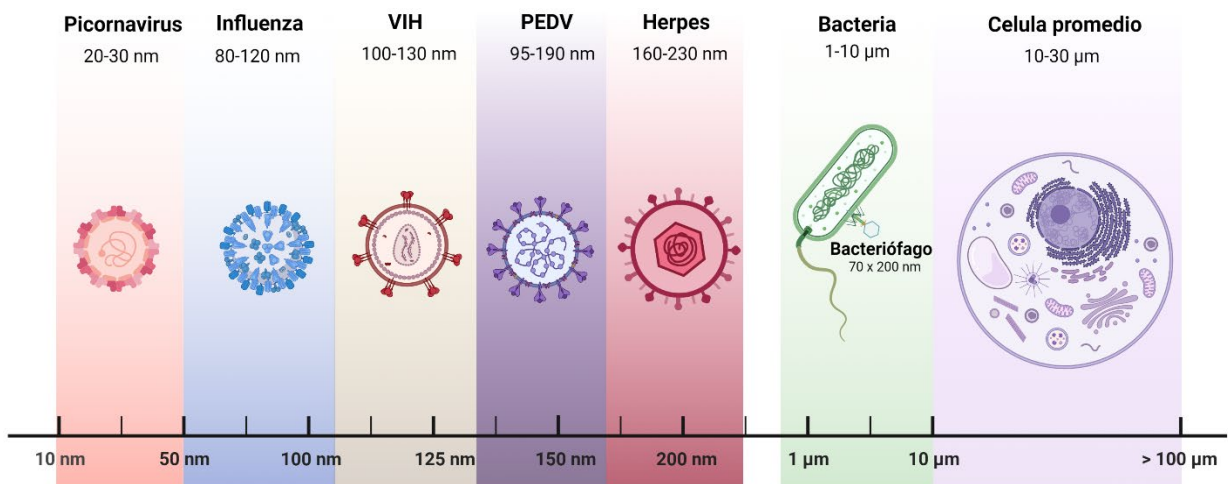 Picornavirus
20-30 nm
Influenza
80-120 nm
VIH
100-130 nm
PEDV
95-190 nm
Herpes
160-230 nm
Bacteria
1-10 µm
Celula promedio
10-30 µm
Bacteriófago
70 x 200 nm
10 nm
50 nm
100 nm
125 nm
150 nm
200 nm
1 µm
10 µm
> 100 µm